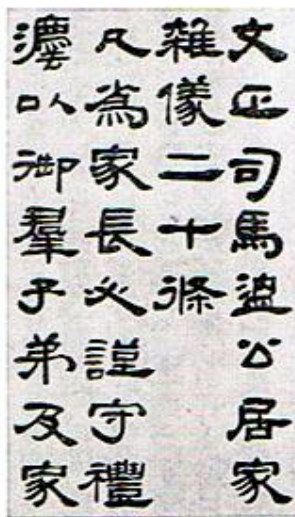 文正司馬溫公居家
雜儀二十條
凡爲家長必謹守禮
灋以御羣子弟及家